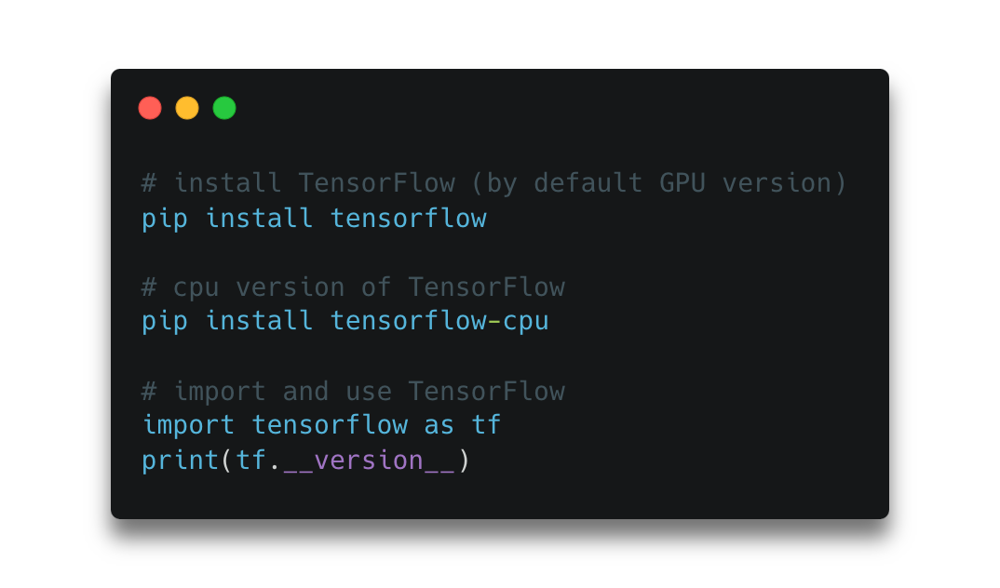 # install TensorFlow (by default GPU version)
pip install tensorflow
# cpu version of TensorFlow
pip install tensorflow-cpu
# import and use TensorFlow
import tensorflow as tf
print(tf.__version__)